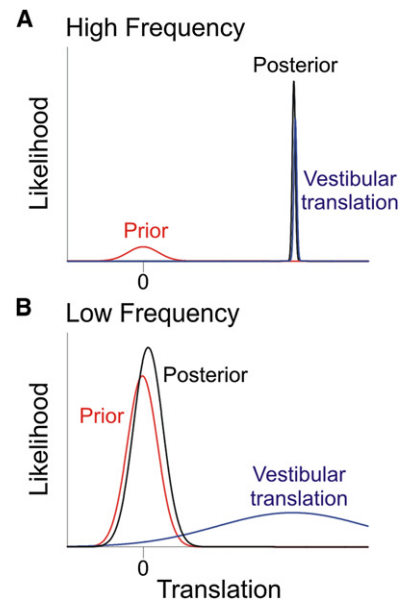 A High Frequency
Posterior
Likelihood
Vestibular
translation
Prior
0
B Low Frequency
Posterior
Prior
Likelihood
Vestibular
translation
0
Translation